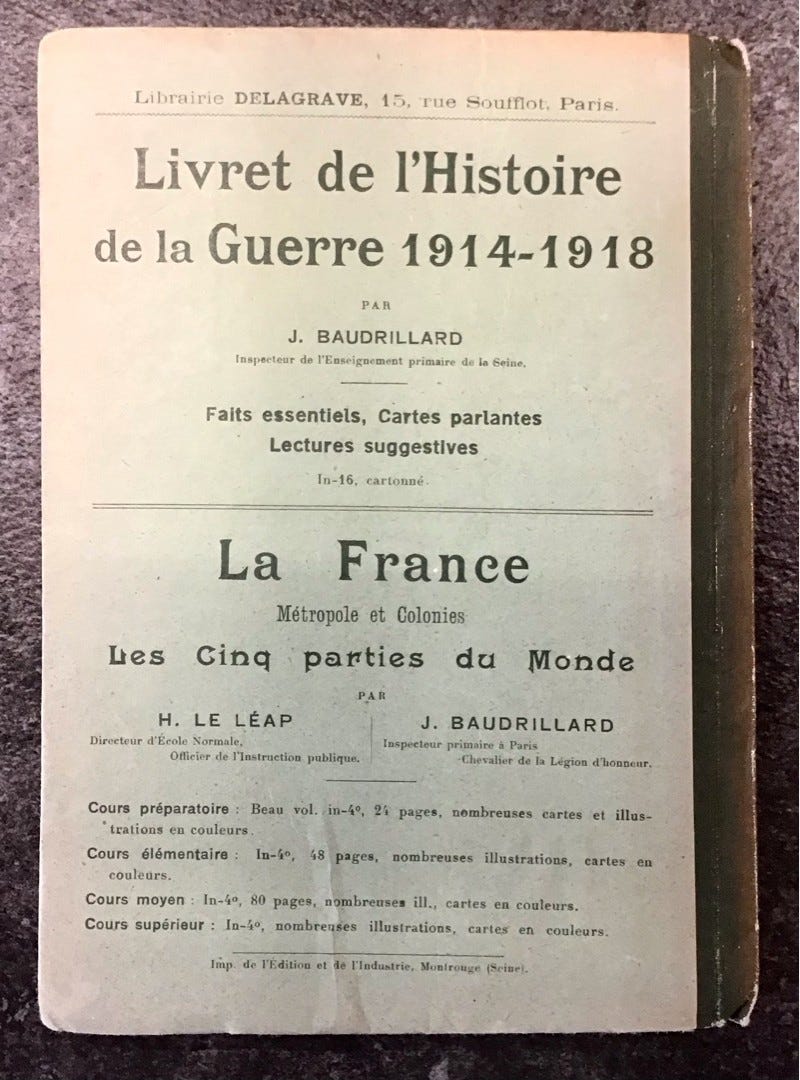 Librairie DELAGRAVE, 15, rue Soufflot, Paris.
Livret de l'Histoire
de la Guerre 1914-1918
PAR
J. BAUDRILLARD
Inspecteur de l'Enseignement primaire de la Seine.
Faits essentiels, Cartes parlantes
Lectures suggestives
In-16, cartonné.
La France
Métropole et Colonies
Les Cinq parties du Monde
PAR
H. LE LÉAP
Directeur d'École Normale,
Officier de l'Instruction publique.
J. BAUDRILLARD
Inspecteur primaire à Paris
Chevalier de la Légion d'honneur.
Cours préparatoire : Beau vol. in-4º, 24 pages, nombreuses cartes et illus-
trations en couleurs.
Cours élémentaire : In-4º, 48 pages, nombreuses illustrations, cartes en
couleurs.
Cours moyen : In-4º, 80 pages, nombreuses ill., cartes en couleurs.
Cours supérieur : In-4º, nombreuses illustrations, cartes en couleurs.
Imp. de l'Édition et de l'Industrie, Montrouge (Seine).